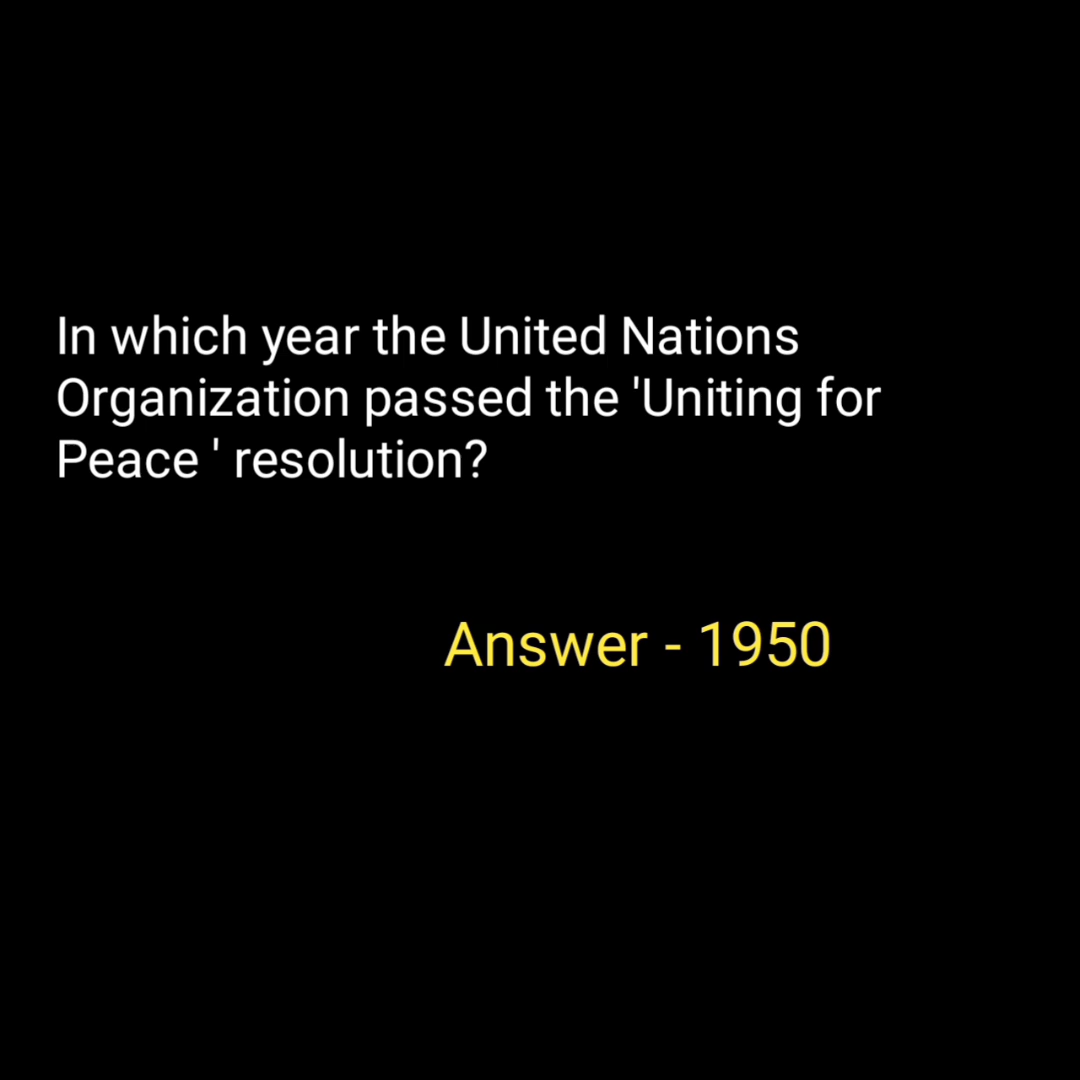 In which year the United Nations
Organization passed the 'Uniting for
Peace ' resolution?
Answer - 1950